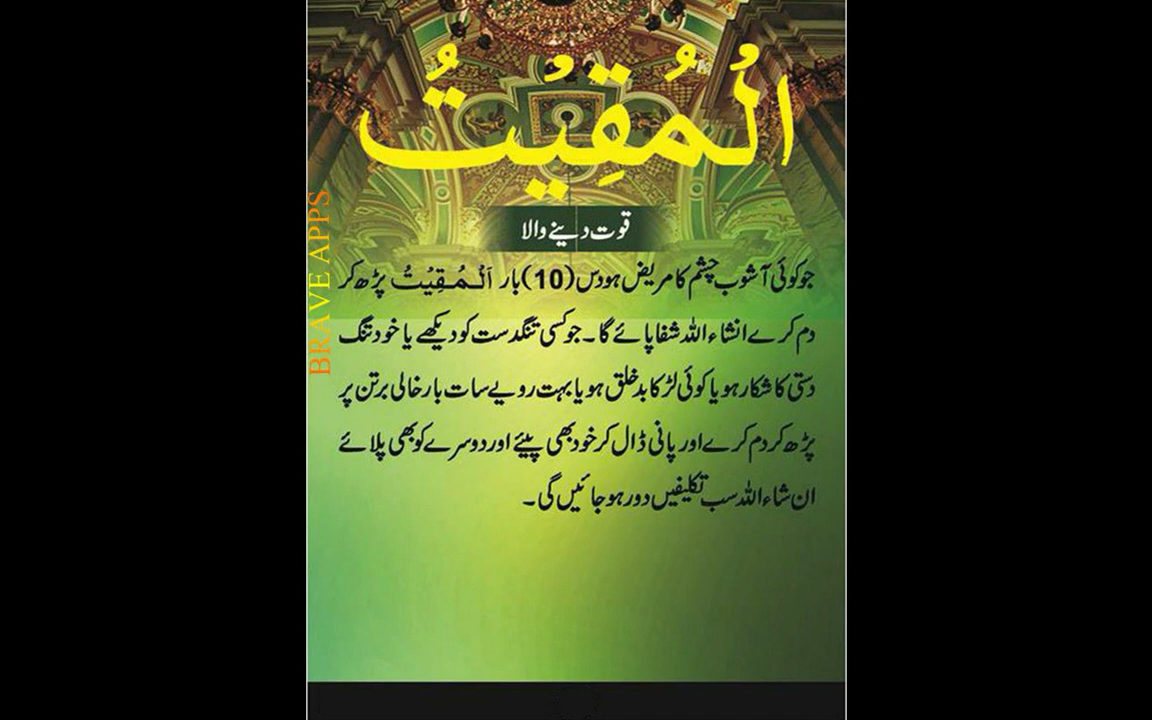 الْمُقِيْتُ
قوت دینے والا
جو کوئی آشوب چشم کا مریض ہو دس (10) بار اَلْمُقِيْتُ پڑھ کر
دم کرے انشاء اللہ شفا پائے گا ۔ جو کسی تنگدست کو دیکھے یا خود تنگ
دستی کا شکار ہو یا کوئی لڑکا بد خلق ہو یا بہت رویے سات بار خالی برتن پر
پڑھ کر دم کرے اور پانی ڈال کر خود بھی پیئے اور دوسرے کو بھی پلائے
ان شاء اللہ سب تکلیفیں دور ہو جائیں گی ۔
BRAVE APPS